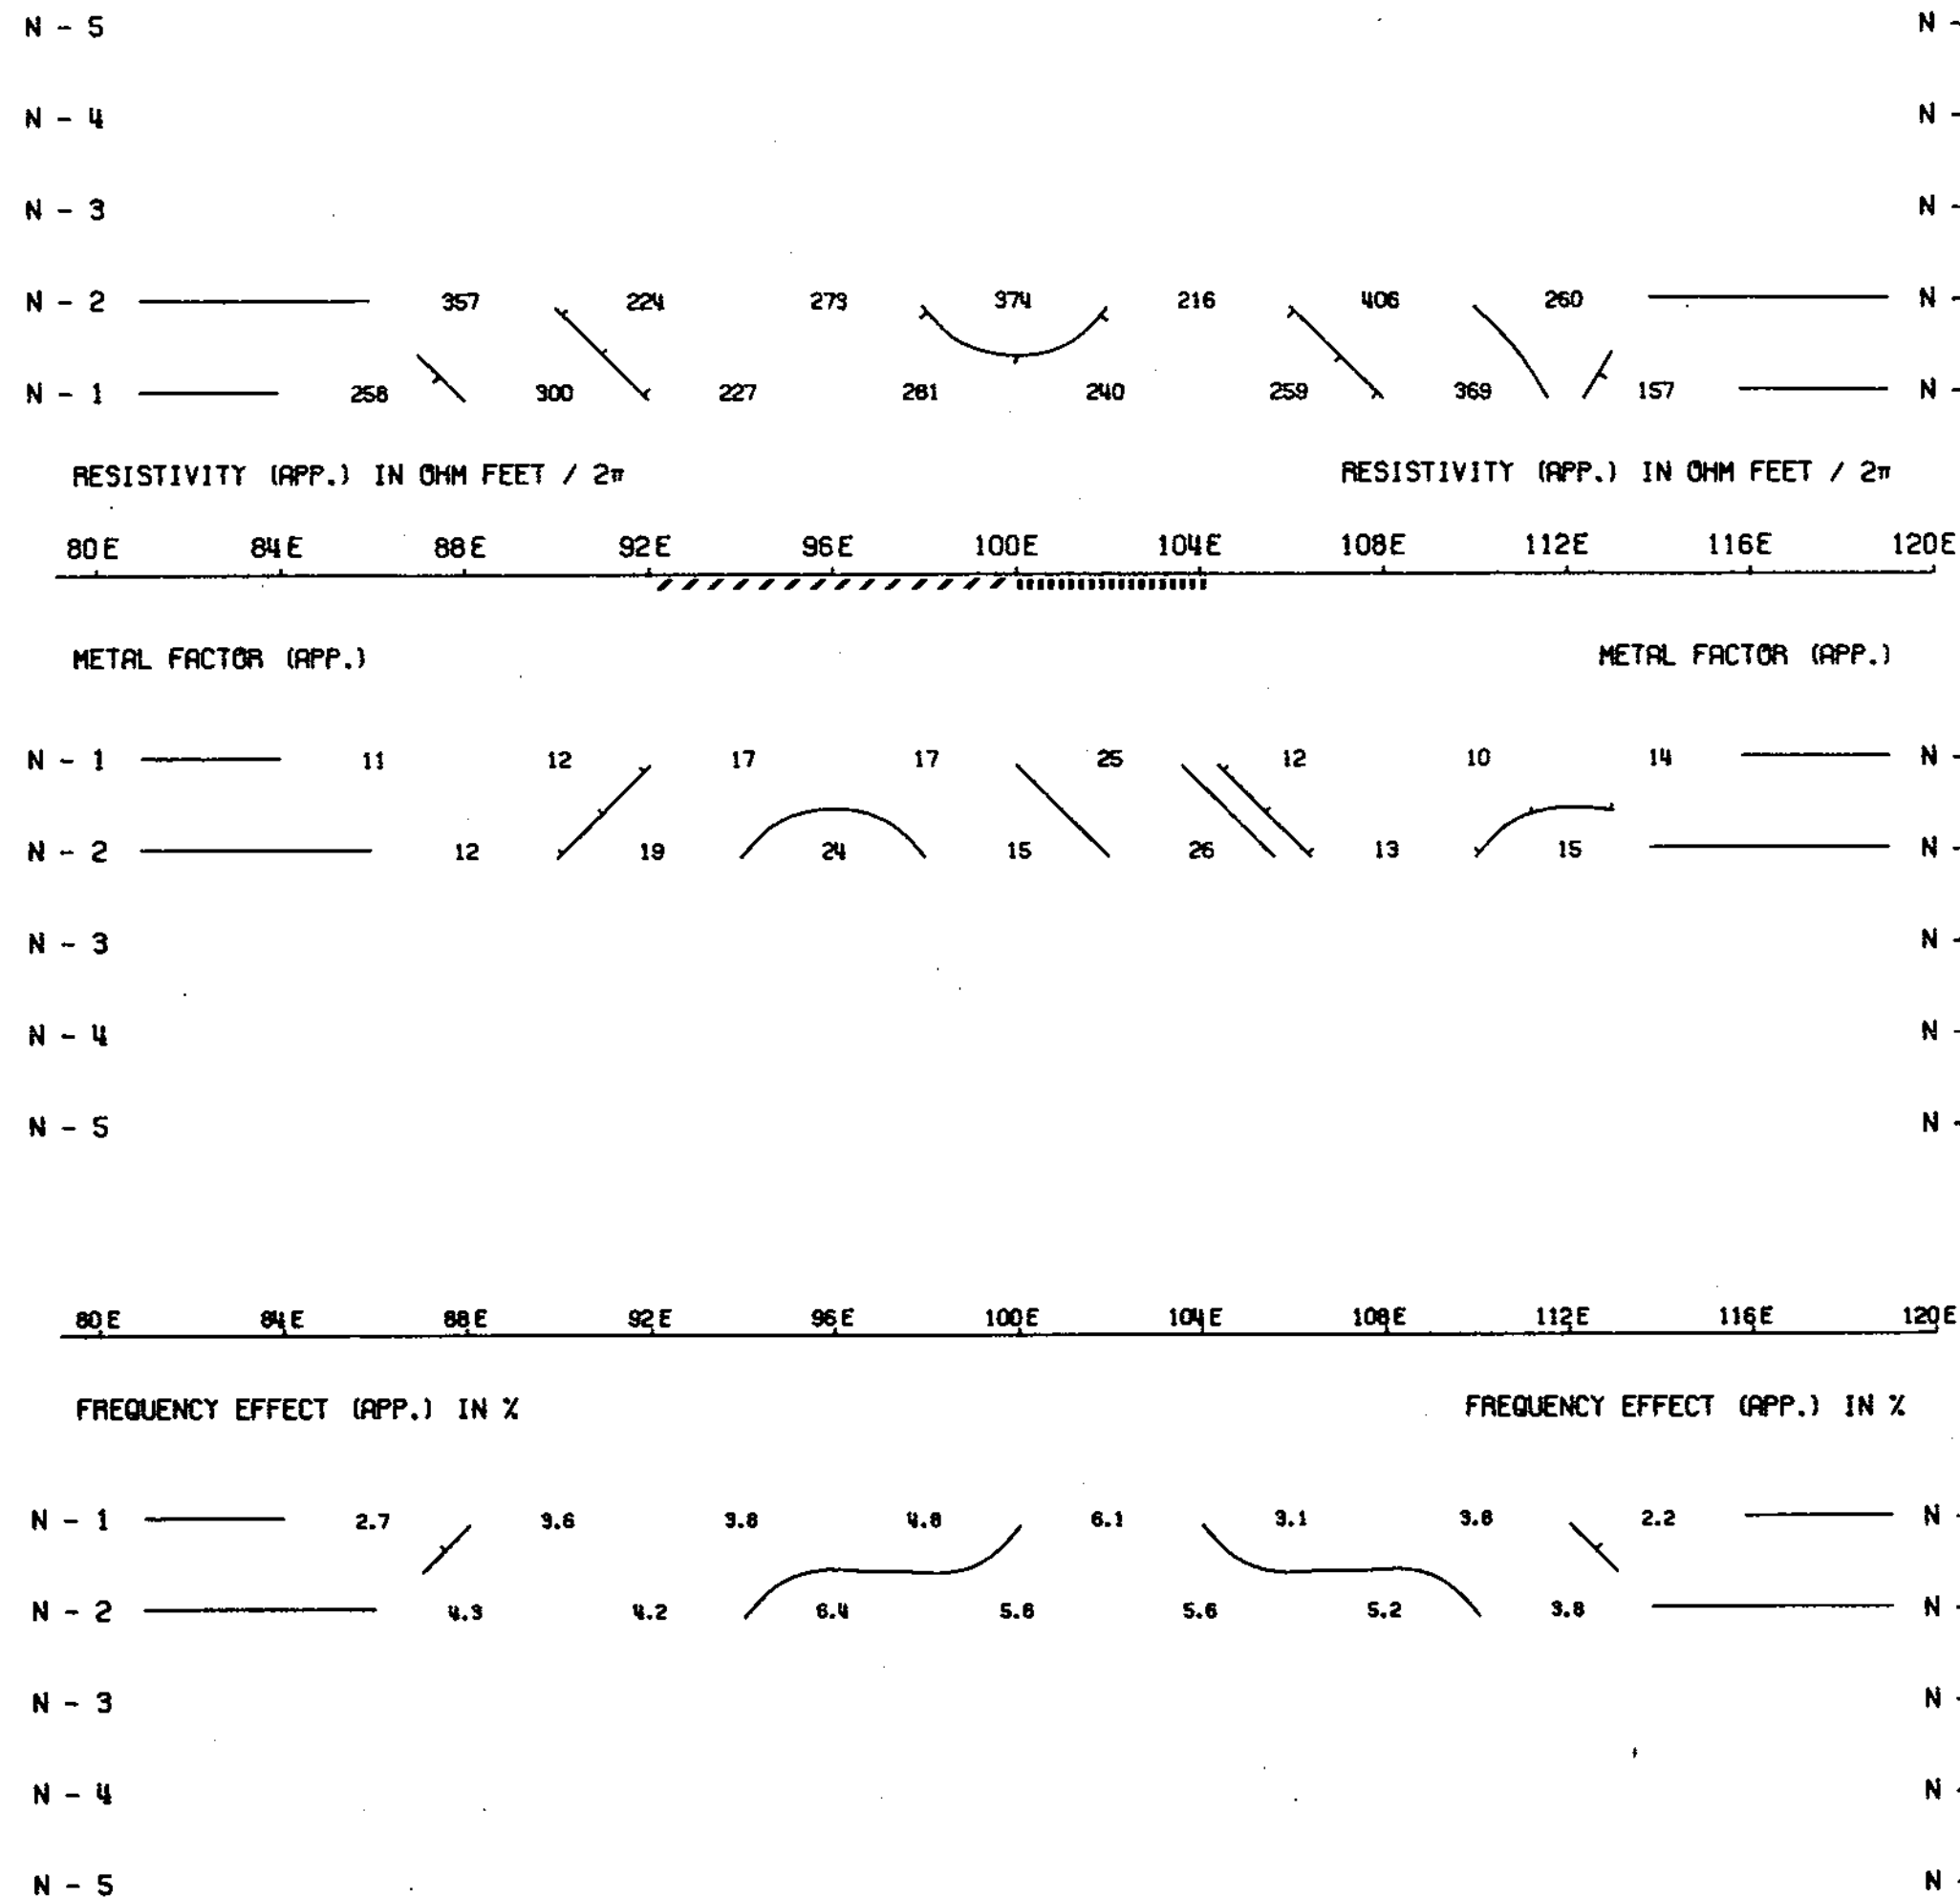 N - 5 N -
N - 4 N -
N - 3 N -
N - 2 357 224 273 374 216 406 260 N -
N - 1 258 300 227 281 240 259 369 157 N -
RESISTIVITY (APP.) IN OHM FEET / 2π RESISTIVITY (APP.) IN OHM FEET / 2π
80E 84E 88E 92E 96E 100E 104E 108E 112E 116E 120E
METAL FACTOR (APP.) METAL FACTOR (APP.)
N - 1 11 12 17 17 25 12 10 14 N -
N - 2 12 19 24 15 26 13 15 N -
N - 3 N -
N - 4 N -
N - 5 N -
80E 84E 88E 92E 96E 100E 104E 108E 112E 116E 120E
FREQUENCY EFFECT (APP.) IN % FREQUENCY EFFECT (APP.) IN %
N - 1 2.7 3.6 3.8 4.8 6.1 3.1 3.8 2.2 N -
N - 2 4.3 4.2 6.4 5.6 5.6 5.2 3.8 N -
N - 3 N -
N - 4 N -
N - 5 N -